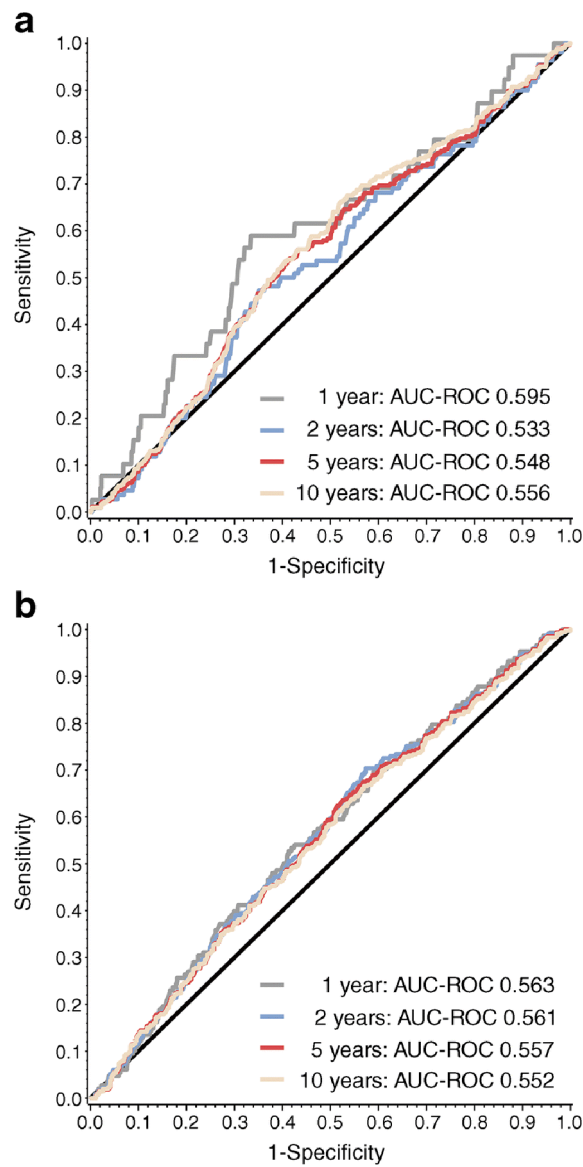 a
1.0
0.9
0.8
0.7
0.6
0.5
0.4
0.3
0.2
0.1
0.0
Sensitivity
1 year: AUC-ROC 0.595
2 years: AUC-ROC 0.533
5 years: AUC-ROC 0.548
10 years: AUC-ROC 0.556
0.0 0.1 0.2 0.3 0.4 0.5 0.6 0.7 0.8 0.9 1.0
1-Specificity
b
1.0
0.9
0.8
0.7
0.6
0.5
0.4
0.3
0.2
0.1
0.0
Sensitivity
1 year: AUC-ROC 0.563
2 years: AUC-ROC 0.561
5 years: AUC-ROC 0.557
10 years: AUC-ROC 0.552
0.0 0.1 0.2 0.3 0.4 0.5 0.6 0.7 0.8 0.9 1.0
1-Specificity